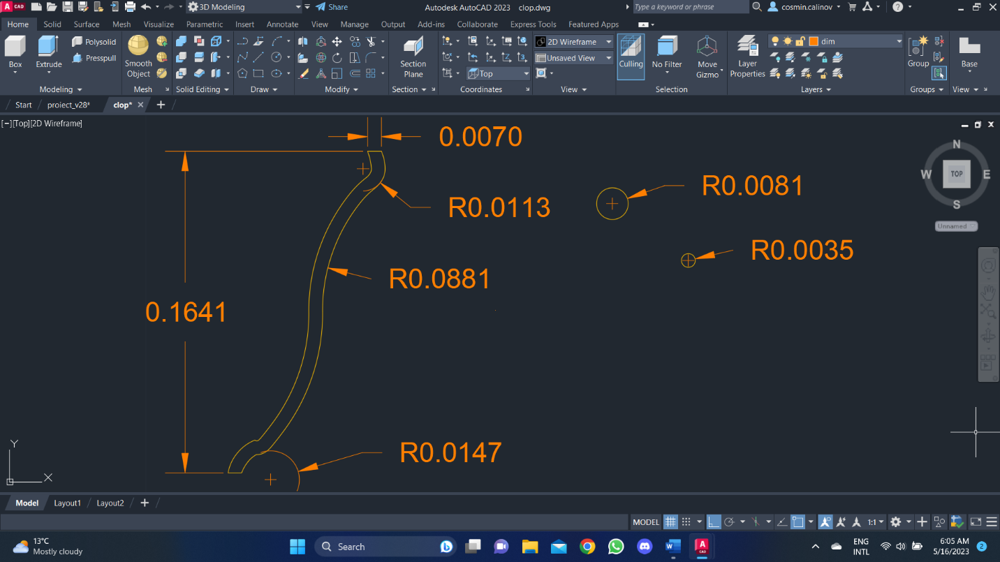 A CAD
3D Modeling
Share
Autodesk AutoCAD 2023 clop.dwg
Type a keyword or phrase
cosmin.calinov
Home Solid Surface Mesh Visualize Parametric Insert Annotate View Manage Output Add-ins Collaborate Express Tools Featured Apps
Box
Extrude
Polysolid
Presspull
Smooth
Object
Section
Plane
Top
2D Wireframe
Unsaved View
Culling
No Filter
Move
Gizmo
Layer
Properties
dim
Group
Base
Modeling
Mesh
Solid Editing
Draw
Modify
Section
Coordinates
View
Selection
Layers
Groups
View
Start
proiect_v28*
clop*
[−][Top][2D Wireframe]
0.0070
N
W
TOP
E
S
Unnamed
R0.0081
R0.0113
R0.0035
R0.0881
0.1641
R0.0147
Y
X
Model
Layout1
Layout2
MODEL
1:1
13°C
Mostly cloudy
Search
ENG
INTL
6:05 AM
5/16/2023
2